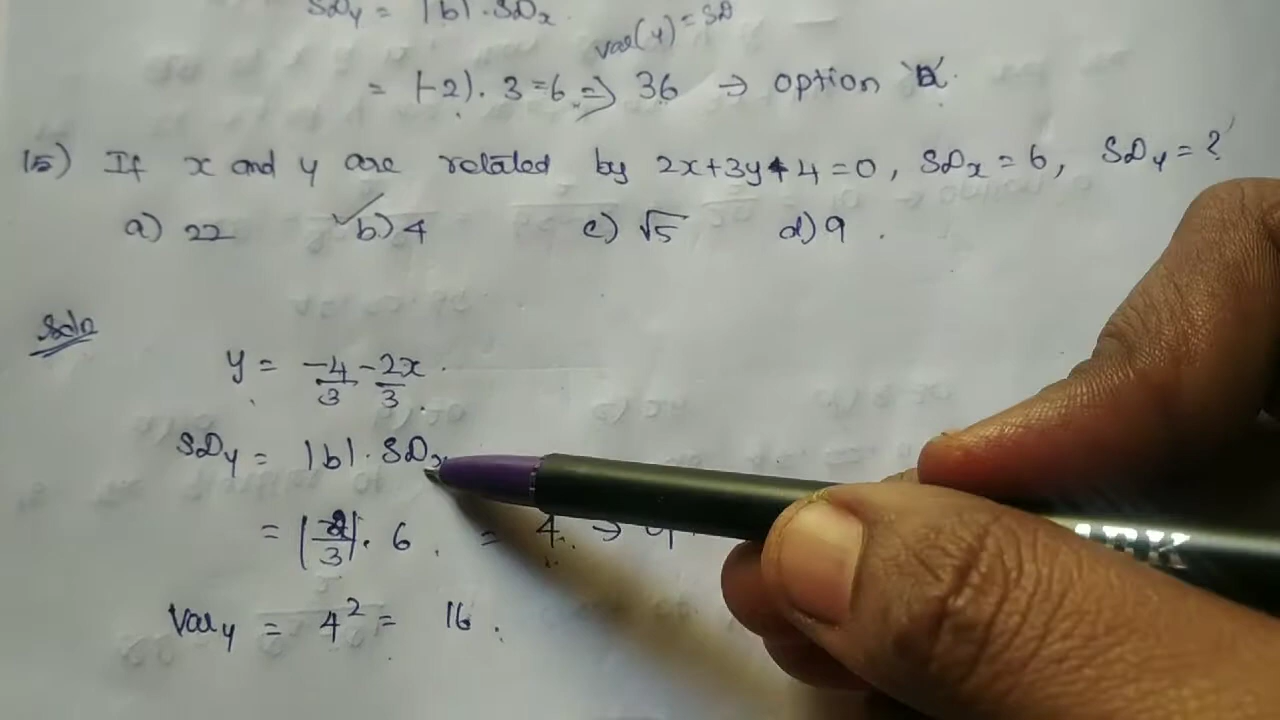 SDy = |b| . SDx
var(y) = SD
= |-2| . 3 = 6 => 36 → option
15) If x and y are related by 2x+3y+4=0, SDx = 6, SDy = ?
a) 22 b) 4 c) √5 d) 9 .
Soln
y = -4/3 - 2x/3 .
SDy = |b| . SDx
= |-2/3| . 6 . = 4 . →
Var y = 4² = 16 .